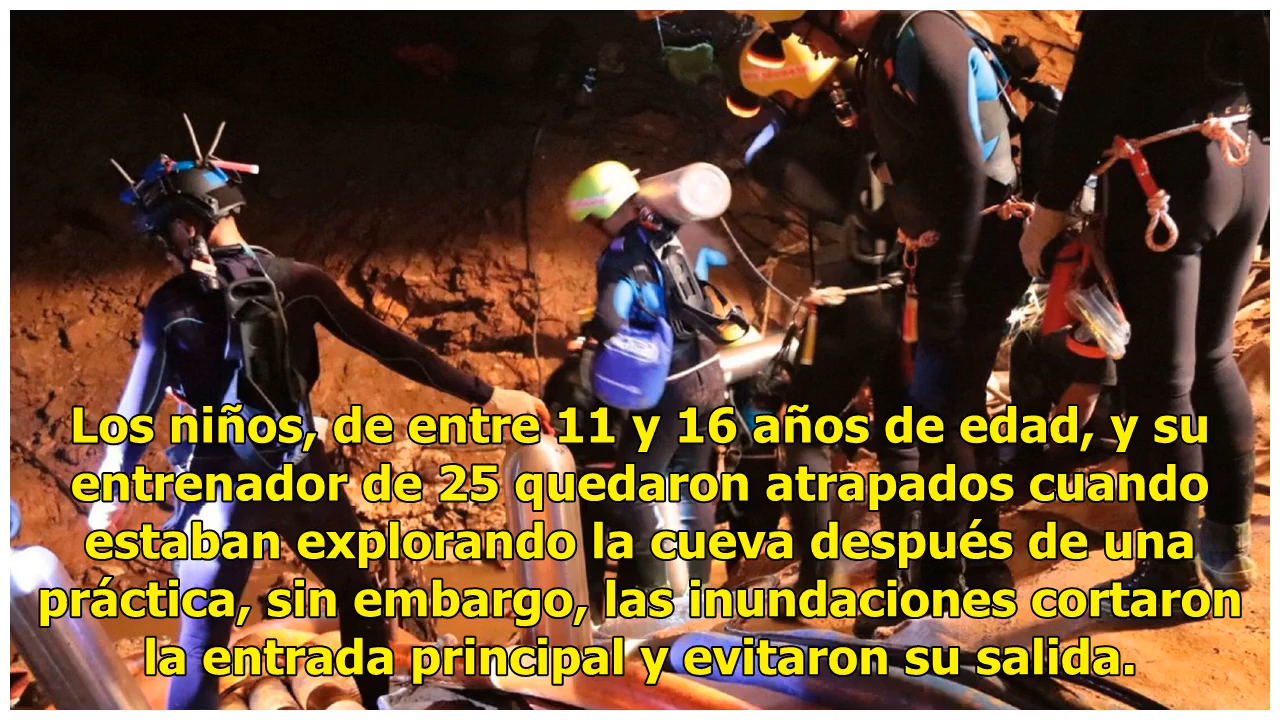 Los niños, de entre 11 y 16 años de edad, y su
entrenador de 25 quedaron atrapados cuando
estaban explorando la cueva después de una
práctica, sin embargo, las inundaciones cortaron
la entrada principal y evitaron su salida.